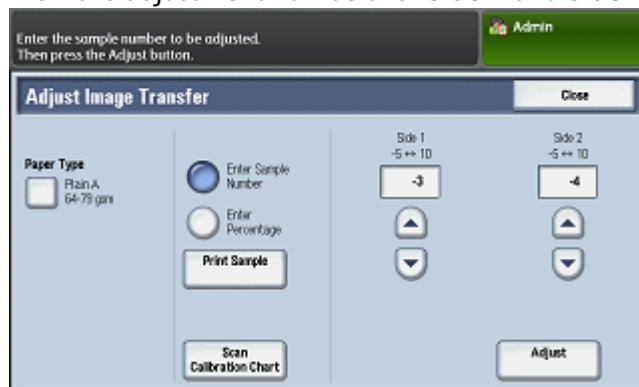 Enter the sample number to be adjusted.
Then press the Adjust button.
Admin
Adjust Image Transfer
Close
Paper Type
Plain A
64-79 gsm
Enter Sample
Number
Enter
Percentage
Print Sample
Scan
Calibration Chart
Side 1
-5 ↔ 10
-3
Side 2
-5 ↔ 10
-4
Adjust